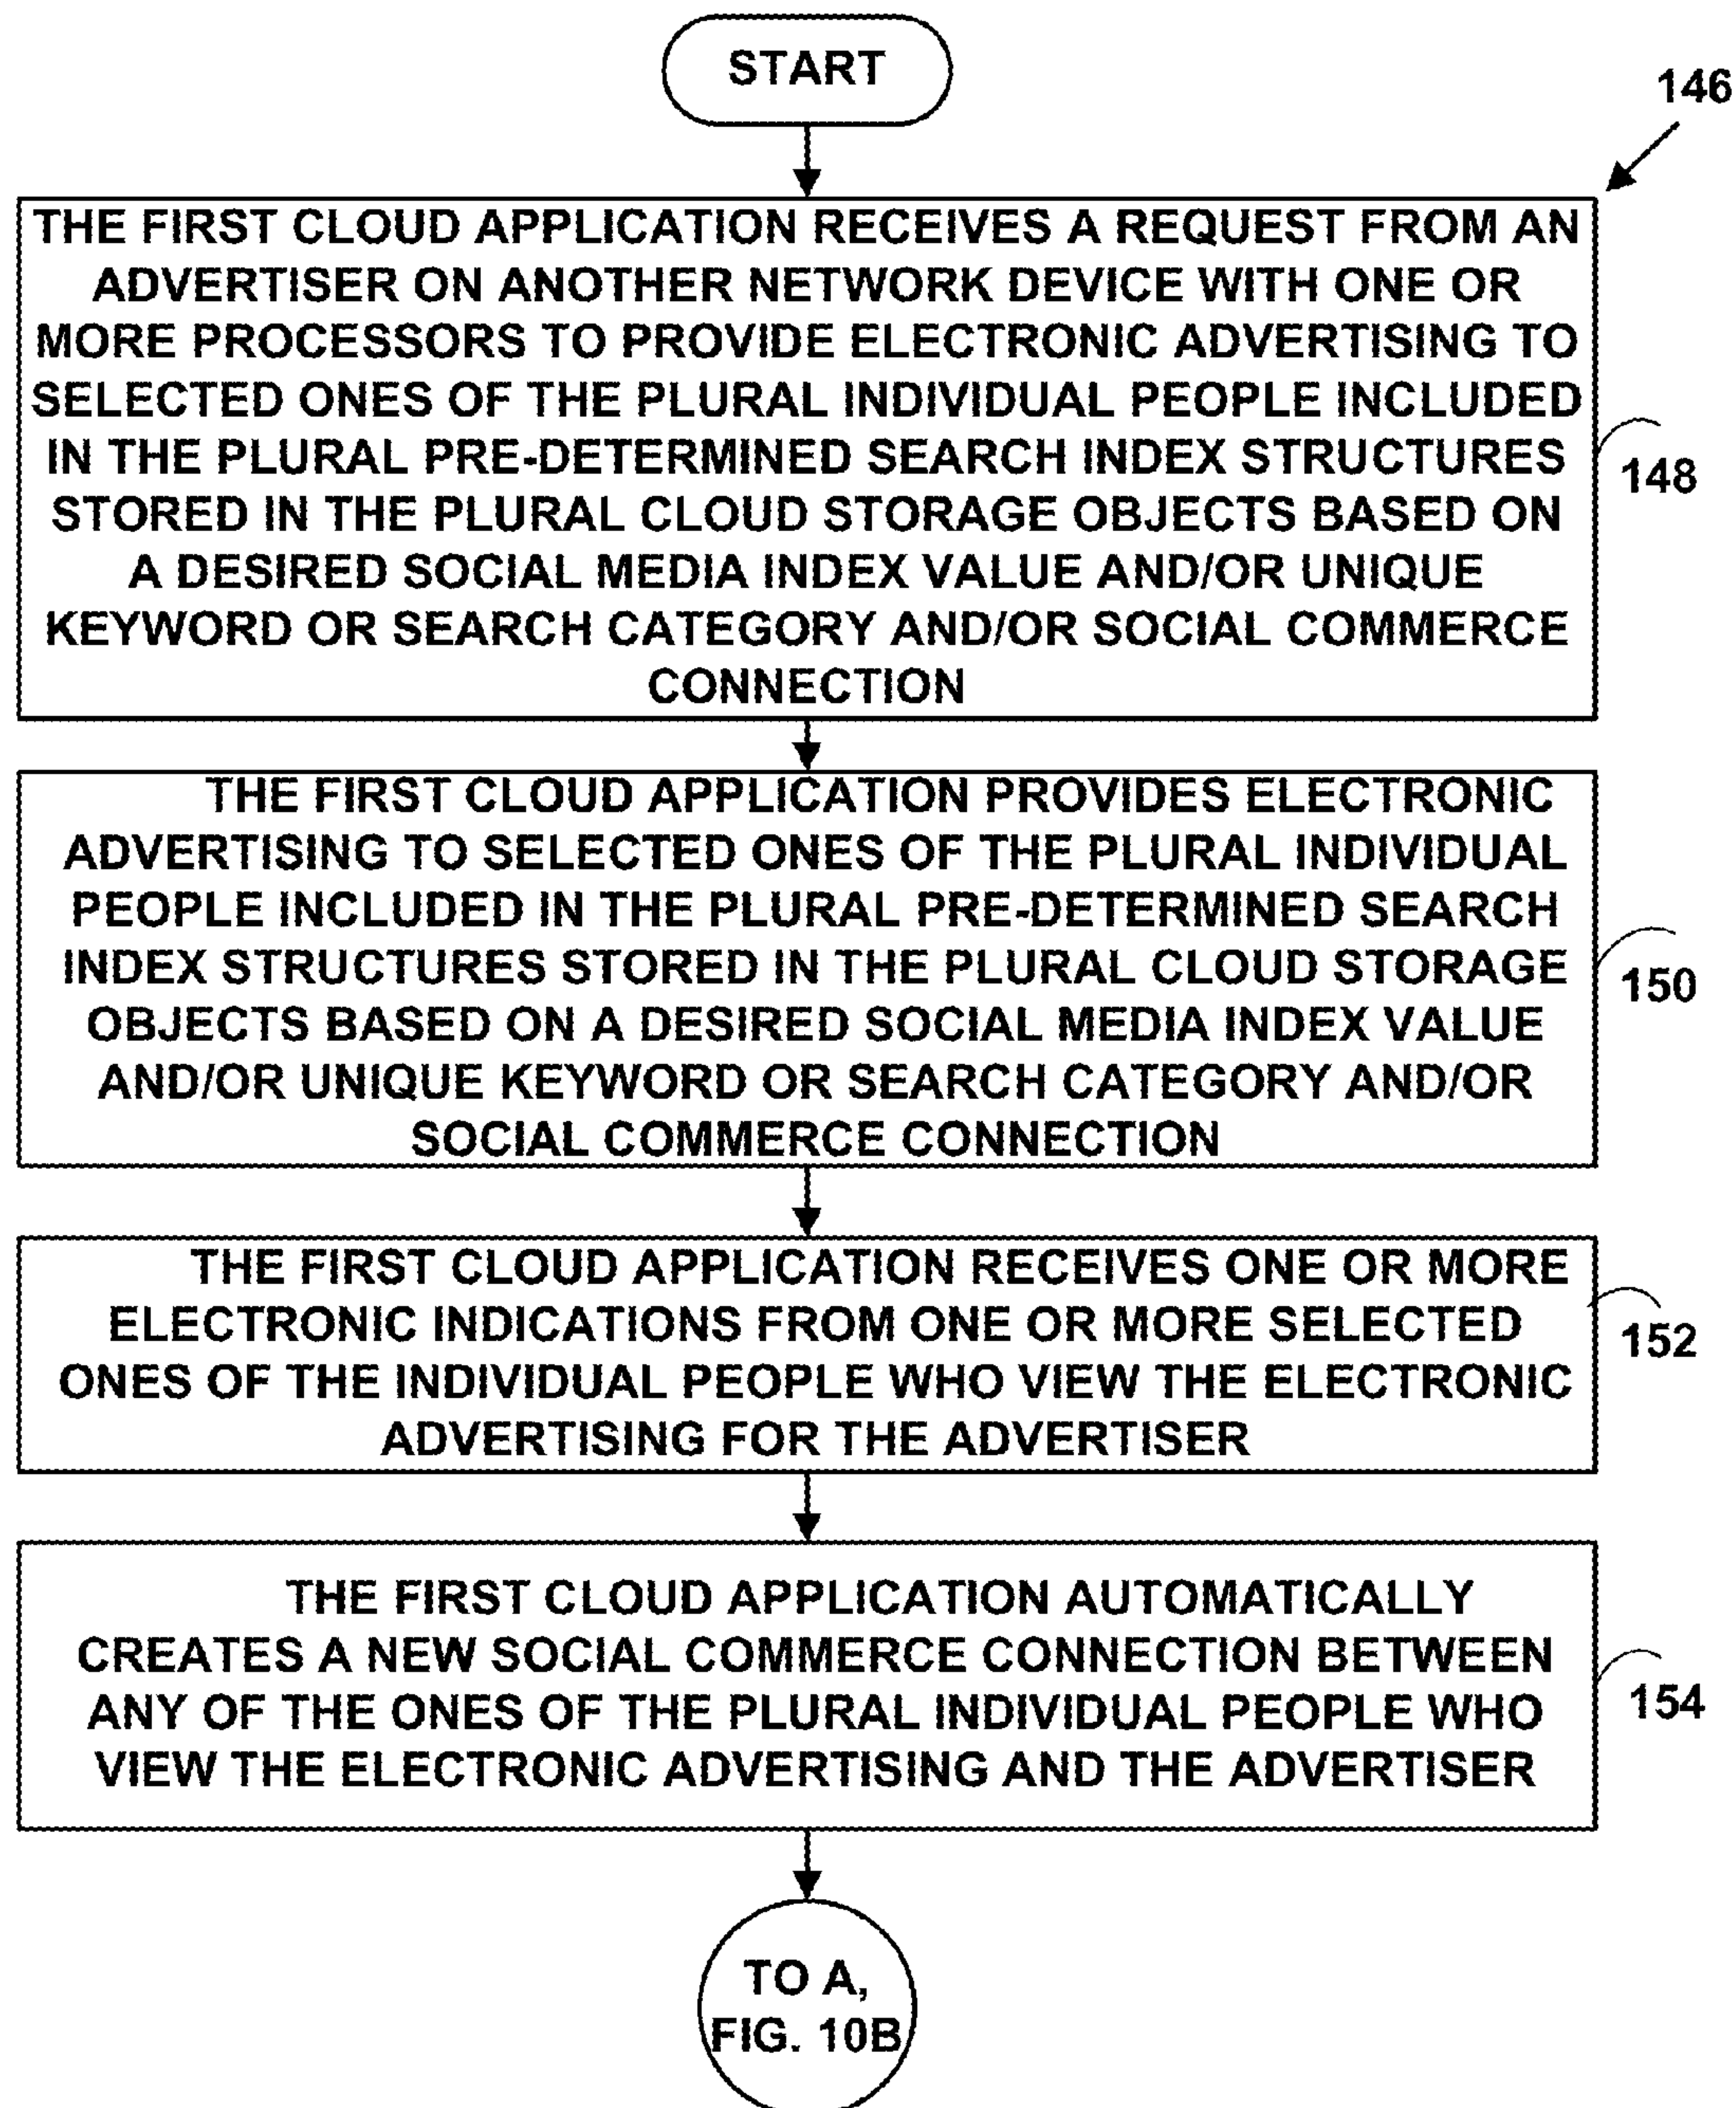 START
146
THE FIRST CLOUD APPLICATION RECEIVES A REQUEST FROM AN
ADVERTISER ON ANOTHER NETWORK DEVICE WITH ONE OR
MORE PROCESSORS TO PROVIDE ELECTRONIC ADVERTISING TO
SELECTED ONES OF THE PLURAL INDIVIDUAL PEOPLE INCLUDED
IN THE PLURAL PRE-DETERMINED SEARCH INDEX STRUCTURES
STORED IN THE PLURAL CLOUD STORAGE OBJECTS BASED ON
A DESIRED SOCIAL MEDIA INDEX VALUE AND/OR UNIQUE
KEYWORD OR SEARCH CATEGORY AND/OR SOCIAL COMMERCE
CONNECTION
148
THE FIRST CLOUD APPLICATION PROVIDES ELECTRONIC
ADVERTISING TO SELECTED ONES OF THE PLURAL INDIVIDUAL
PEOPLE INCLUDED IN THE PLURAL PRE-DETERMINED SEARCH
INDEX STRUCTURES STORED IN THE PLURAL CLOUD STORAGE
OBJECTS BASED ON A DESIRED SOCIAL MEDIA INDEX VALUE
AND/OR UNIQUE KEYWORD OR SEARCH CATEGORY AND/OR
SOCIAL COMMERCE CONNECTION
150
THE FIRST CLOUD APPLICATION RECEIVES ONE OR MORE
ELECTRONIC INDICATIONS FROM ONE OR MORE SELECTED
ONES OF THE INDIVIDUAL PEOPLE WHO VIEW THE ELECTRONIC
ADVERTISING FOR THE ADVERTISER
152
THE FIRST CLOUD APPLICATION AUTOMATICALLY
CREATES A NEW SOCIAL COMMERCE CONNECTION BETWEEN
ANY OF THE ONES OF THE PLURAL INDIVIDUAL PEOPLE WHO
VIEW THE ELECTRONIC ADVERTISING AND THE ADVERTISER
154
TO A,
FIG. 10B